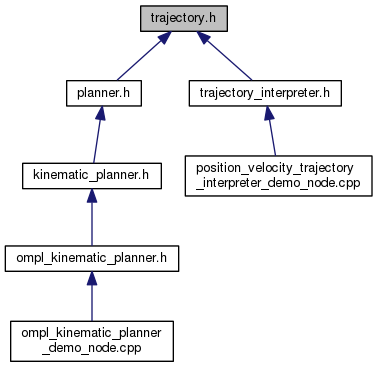 trajectory.h
planner.h
trajectory_interpreter.h
kinematic_planner.h
position_velocity_trajectory
_interpreter_demo_node.cpp
ompl_kinematic_planner.h
ompl_kinematic_planner
_demo_node.cpp